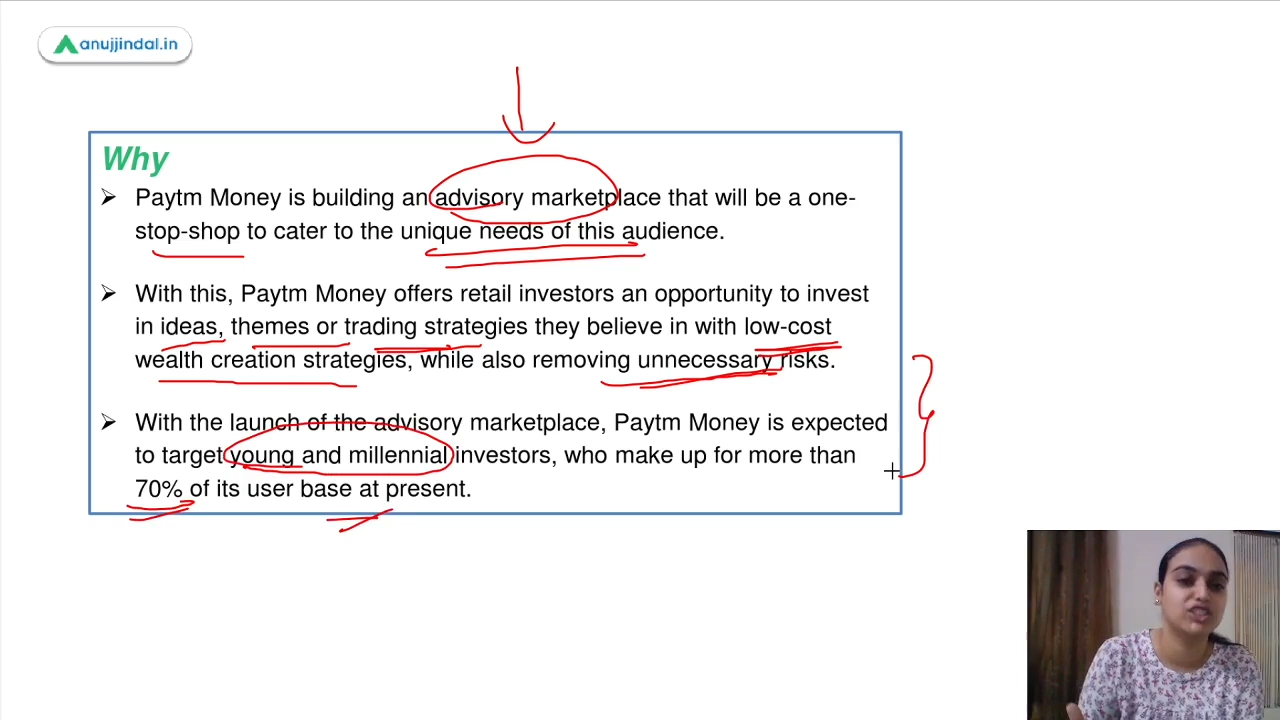 anujjindal.in
Why
➢ Paytm Money is building an advisory marketplace that will be a one-
stop-shop to cater to the unique needs of this audience.
➢ With this, Paytm Money offers retail investors an opportunity to invest
in ideas, themes or trading strategies they believe in with low-cost
wealth creation strategies, while also removing unnecessary risks.
➢ With the launch of the advisory marketplace, Paytm Money is expected
to target young and millennial investors, who make up for more than
70% of its user base at present.